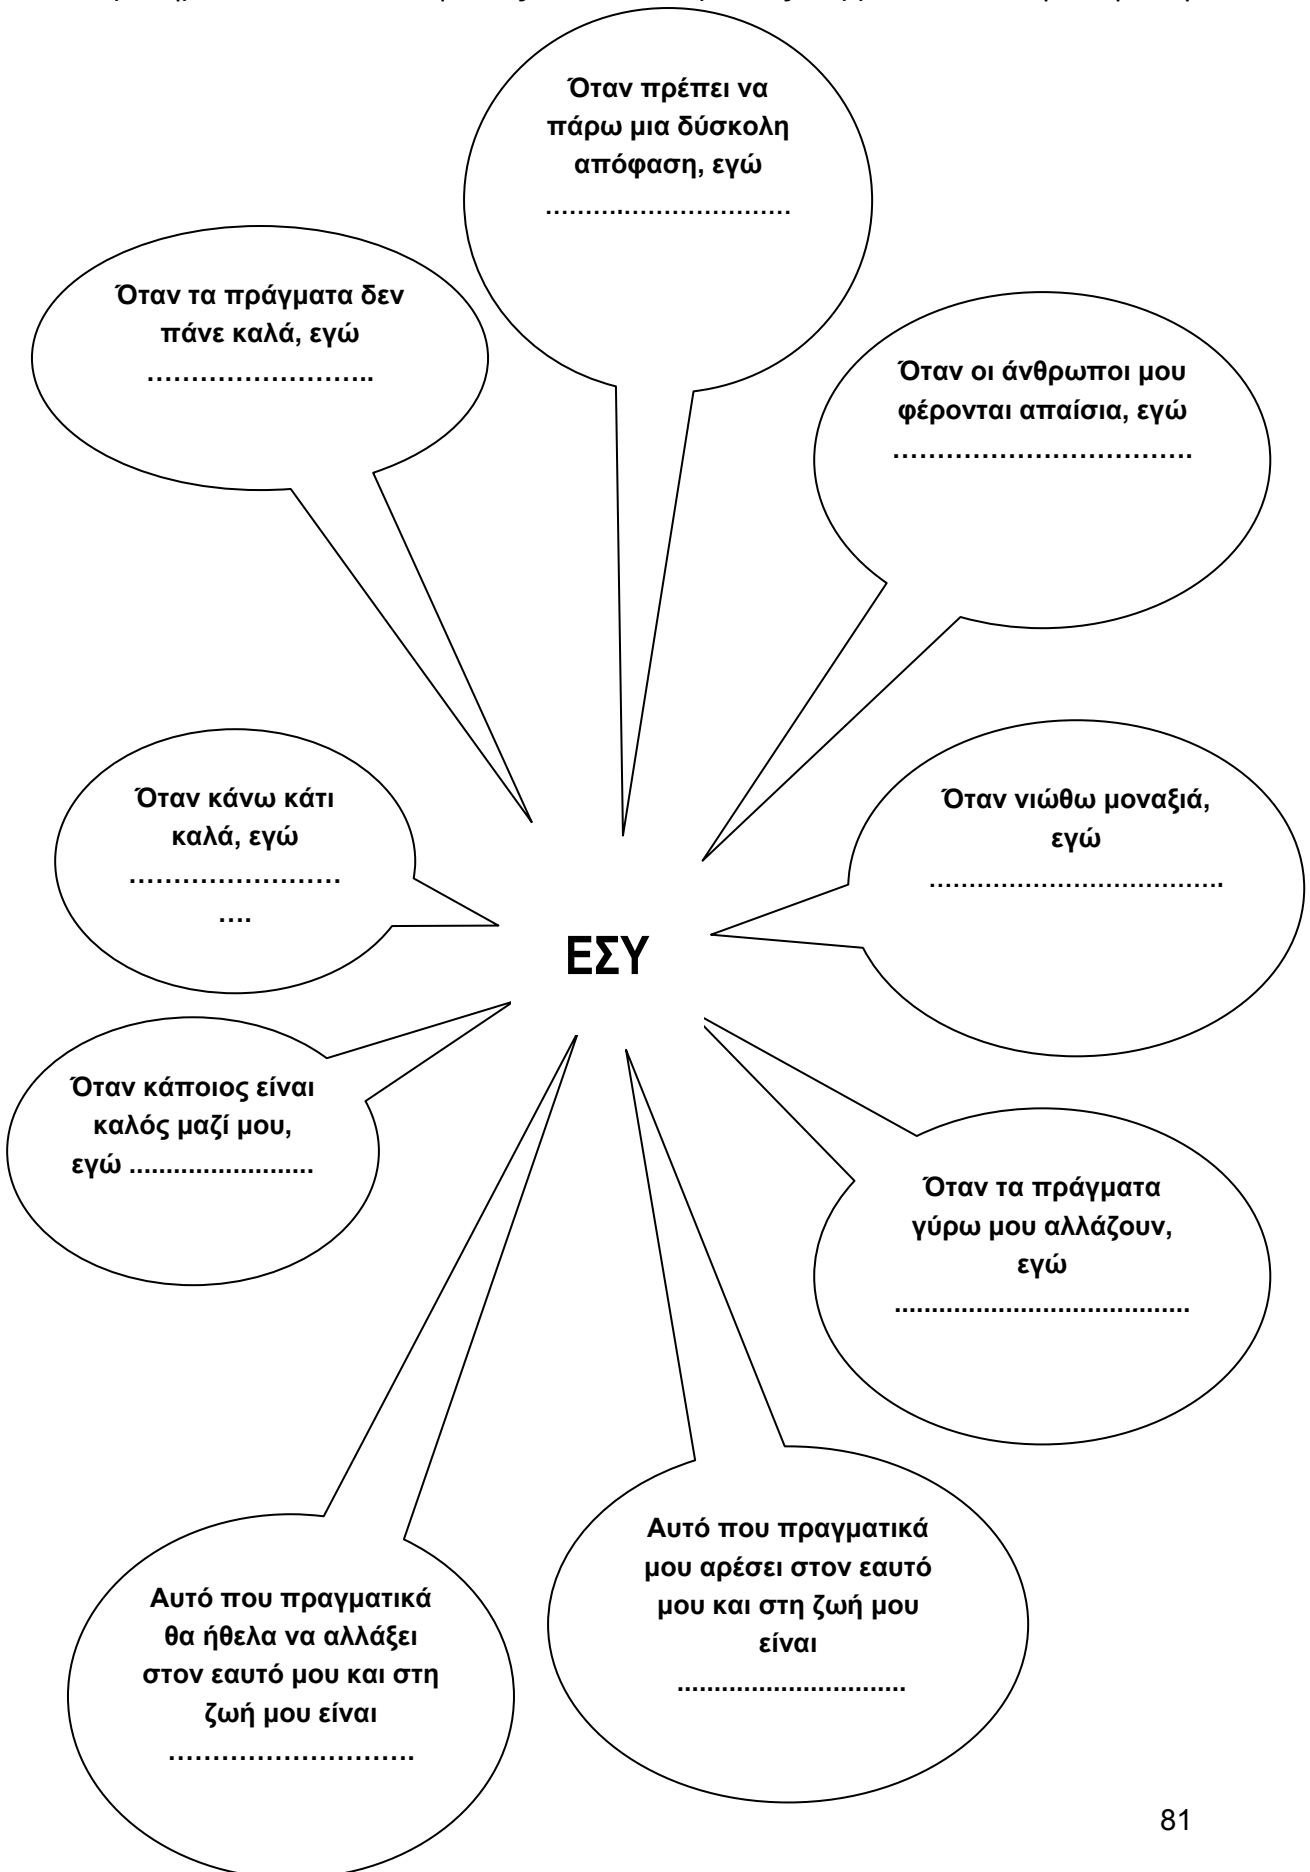 Όταν πρέπει να
πάρω μια δύσκολη
απόφαση, εγώ
……….…………………
Όταν τα πράγματα δεν
πάνε καλά, εγώ
……………………..
Όταν οι άνθρωποι μου
φέρονται απαίσια, εγώ
…………………………….
Όταν κάνω κάτι
καλά, εγώ
……………………
….
Όταν νιώθω μοναξιά,
εγώ
……………………………….
ΕΣΥ
Όταν κάποιος είναι
καλός μαζί μου,
εγώ .........................
Όταν τα πράγματα
γύρω μου αλλάζουν,
εγώ
........................................
Αυτό που πραγματικά
μου αρέσει στον εαυτό
μου και στη ζωή μου
είναι
...............................
Αυτό που πραγματικά
θα ήθελα να αλλάξει
στον εαυτό μου και στη
ζωή μου είναι
……………………….
81